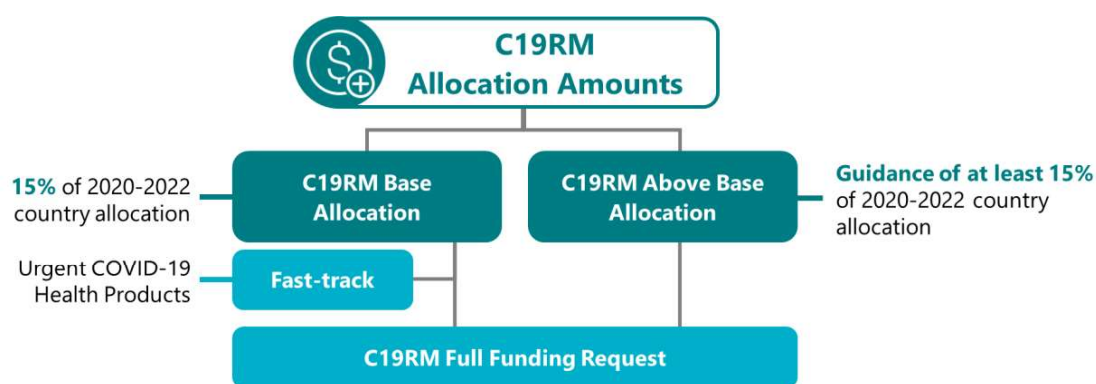 C19RM
Allocation Amounts
15% of 2020-2022
country allocation
C19RM Base
Allocation
C19RM Above Base
Allocation
Guidance of at least 15%
of 2020-2022 country
allocation
Urgent COVID-19
Health Products
Fast-track
C19RM Full Funding Request